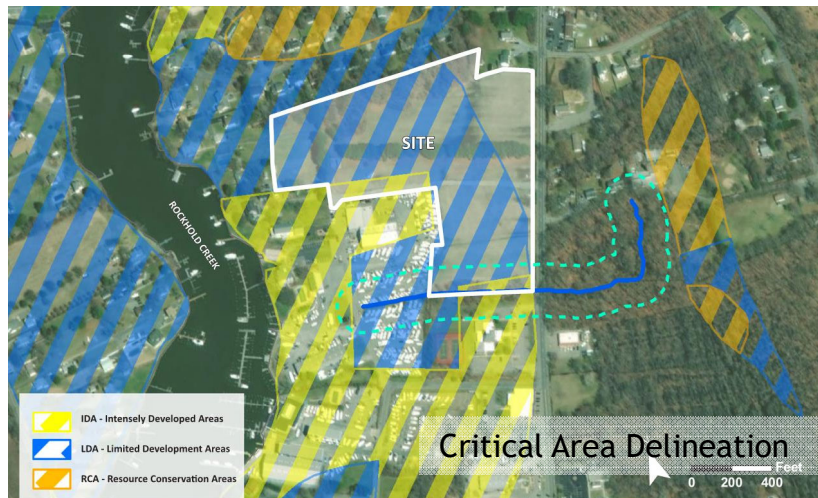 SITE
ROCKHOLD CREEK
IDA - Intensely Developed Areas
LDA - Limited Development Areas
RCA - Resource Conservation Areas
Critical Area Delineation
Feet
0 200 400